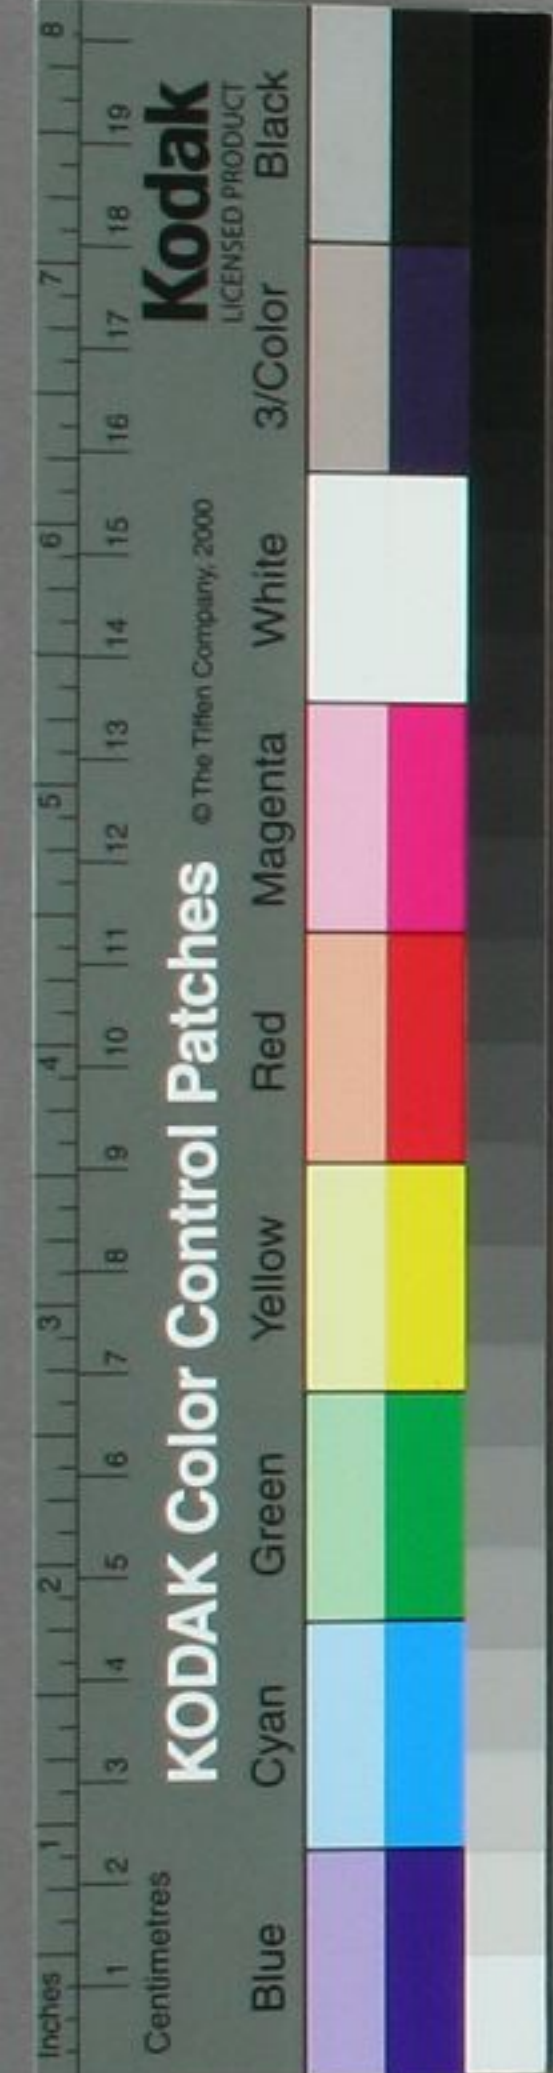 Inches 1 2 3 4 5 6 7 8
1 2 3 4 5 6 7 8 9 10 11 12 13 14 15 16 17 18 19
Centimetres
KODAK Color Control Patches © The Tiffen Company, 2000 Kodak
LICENSED PRODUCT
Blue Cyan Green Yellow Red Magenta White 3/Color Black